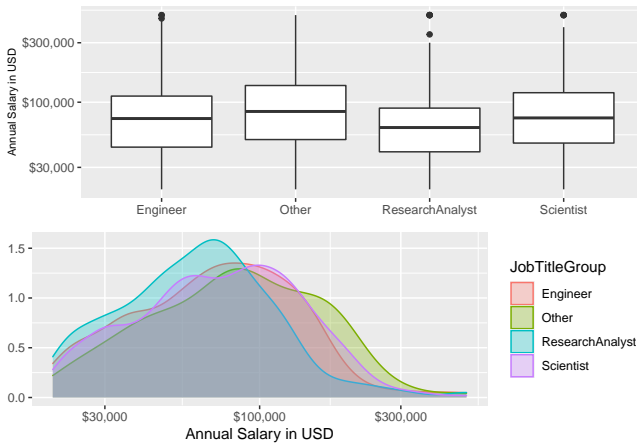 Annual Salary in USD
$300,000
$100,000
$30,000
Engineer Other ResearchAnalyst Scientist
1.5
1.0
0.5
0.0
$30,000 $100,000 $300,000
Annual Salary in USD
JobTitleGroup
Engineer
Other
ResearchAnalyst
Scientist